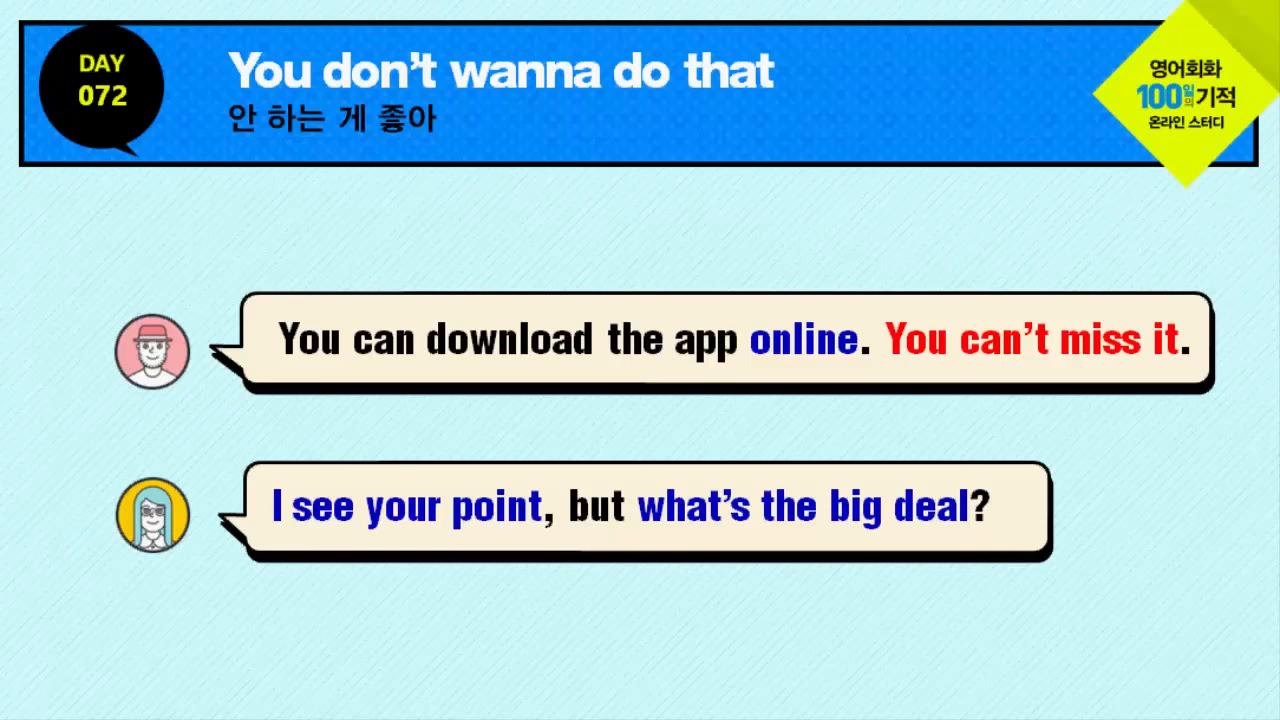 DAY
072
You don't wanna do that
안 하는 게 좋아
영어회화
100일의 기적
온라인 스터디
You can download the app online. You can't miss it.
I see your point, but what's the big deal?